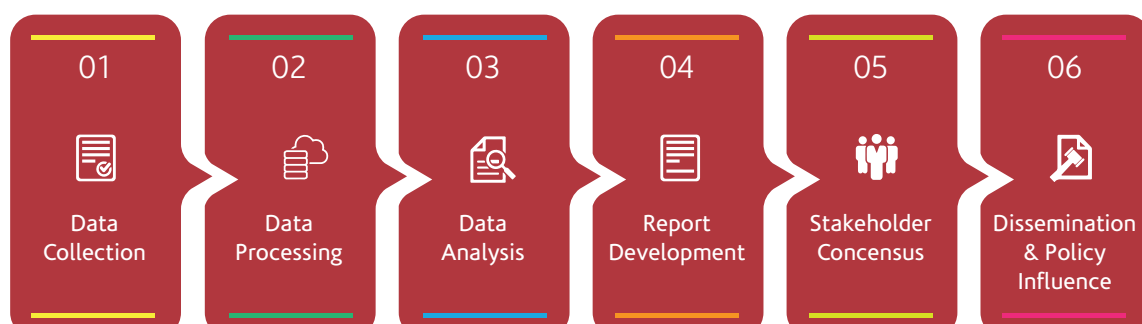 01
Data
Collection
02
Data
Processing
03
Data
Analysis
04
Report
Development
05
Stakeholder
Concensus
06
Dissemination
& Policy
Influence